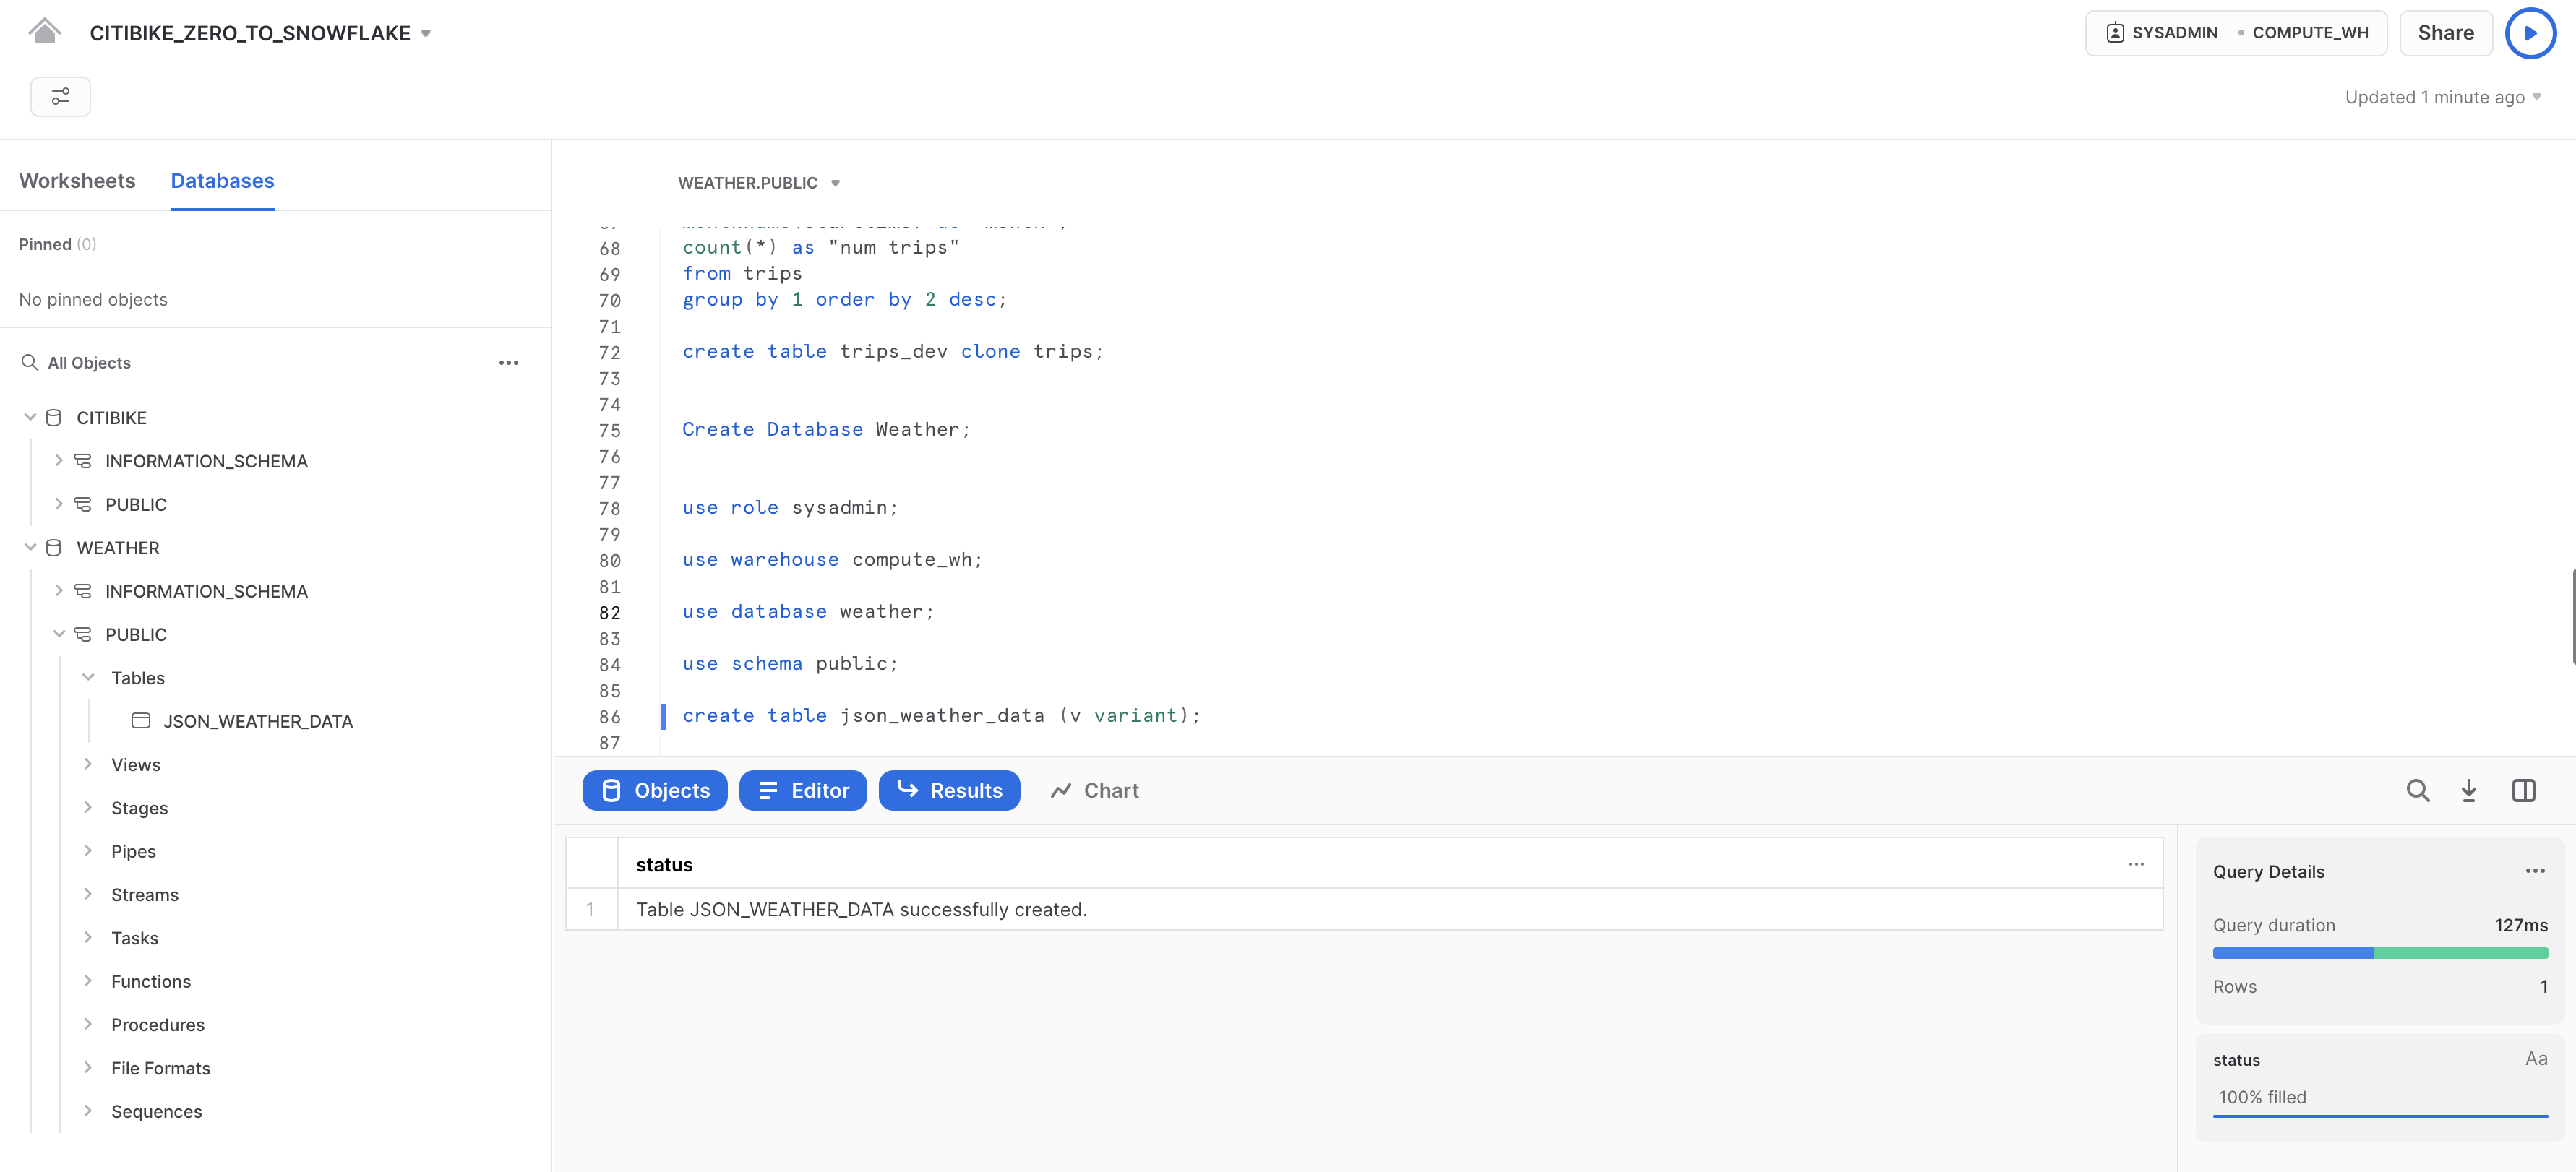 CITIBIKE_ZERO_TO_SNOWFLAKE
SYSADMIN • COMPUTE_WH
Share
Updated 1 minute ago
Worksheets
Databases
Pinned (0)
No pinned objects
All Objects
CITIBIKE
INFORMATION_SCHEMA
PUBLIC
WEATHER
INFORMATION_SCHEMA
PUBLIC
Tables
JSON_WEATHER_DATA
Views
Stages
Pipes
Streams
Tasks
Functions
Procedures
File Formats
Sequences
WEATHER.PUBLIC
68 count(*) as "num trips"
69 from trips
70 group by 1 order by 2 desc;
71
72 create table trips_dev clone trips;
73
74
75 Create Database Weather;
76
77
78 use role sysadmin;
79
80 use warehouse compute_wh;
81
82 use database weather;
83
84 use schema public;
85
86 create table json_weather_data (v variant);
87
Objects
Editor
Results
Chart
status
1 Table JSON_WEATHER_DATA successfully created.
Query Details
Query duration 127ms
Rows 1
status Aa
100% filled